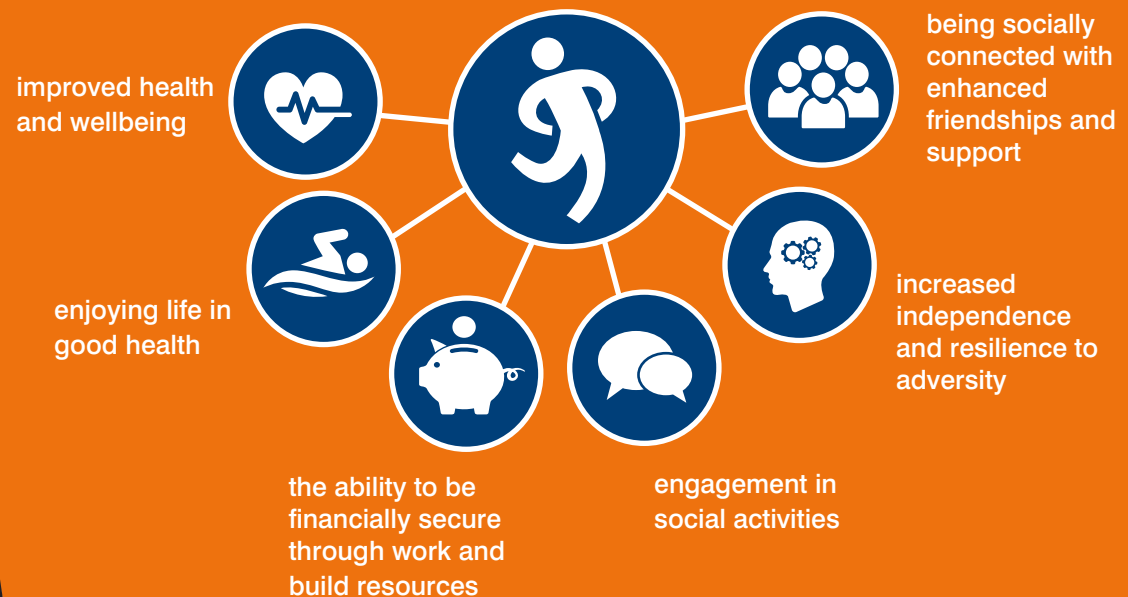 improved health
and wellbeing
enjoying life in
good health
the ability to be
financially secure
through work and
build resources
engagement in
social activities
increased
independence
and resilience to
adversity
being socially
connected with
enhanced
friendships and
support